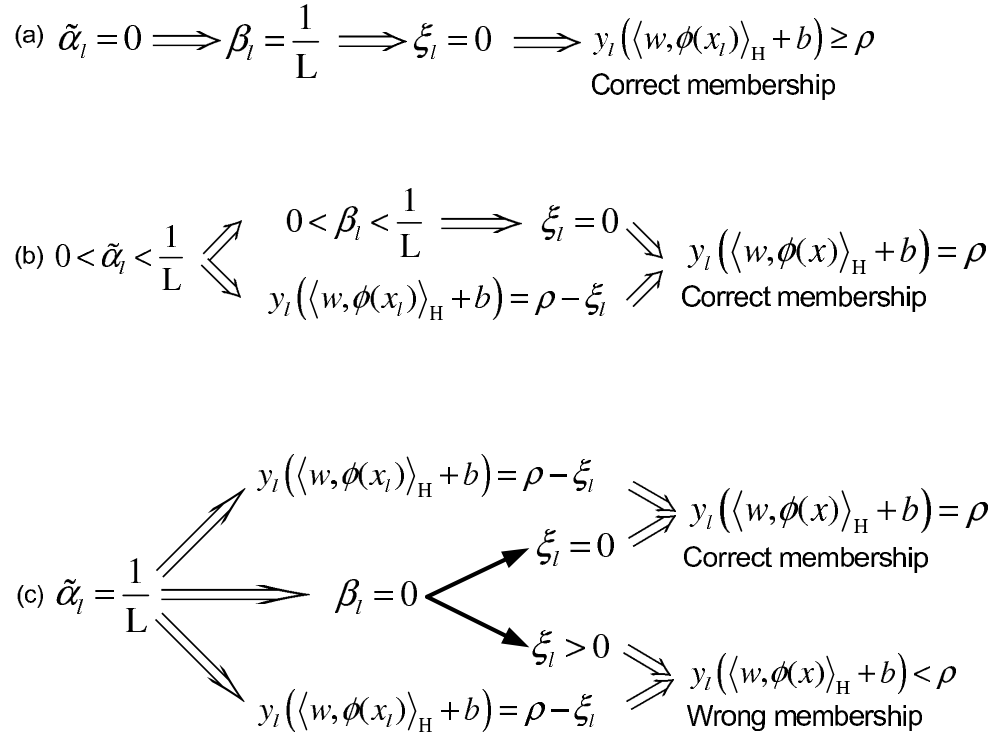 (a) α̃_l = 0 ⟹ β_l = 1/L ⟹ ξ_l = 0 ⟹ y_l(⟨w,ϕ(x_l)⟩_H + b) ≥ ρ
Correct membership
0 < β_l < 1/L ⟹ ξ_l = 0
(b) 0 < α̃_l < 1/L
y_l(⟨w,ϕ(x)⟩_H + b) = ρ
y_l(⟨w,ϕ(x_l)⟩_H + b) = ρ − ξ_l
Correct membership
y_l(⟨w,ϕ(x_l)⟩_H + b) = ρ − ξ_l
y_l(⟨w,ϕ(x)⟩_H + b) = ρ
ξ_l = 0
Correct membership
(c) α̃_l = 1/L ⟹ β_l = 0
ξ_l > 0
y_l(⟨w,ϕ(x)⟩_H + b) < ρ
y_l(⟨w,ϕ(x_l)⟩_H + b) = ρ − ξ_l
Wrong membership